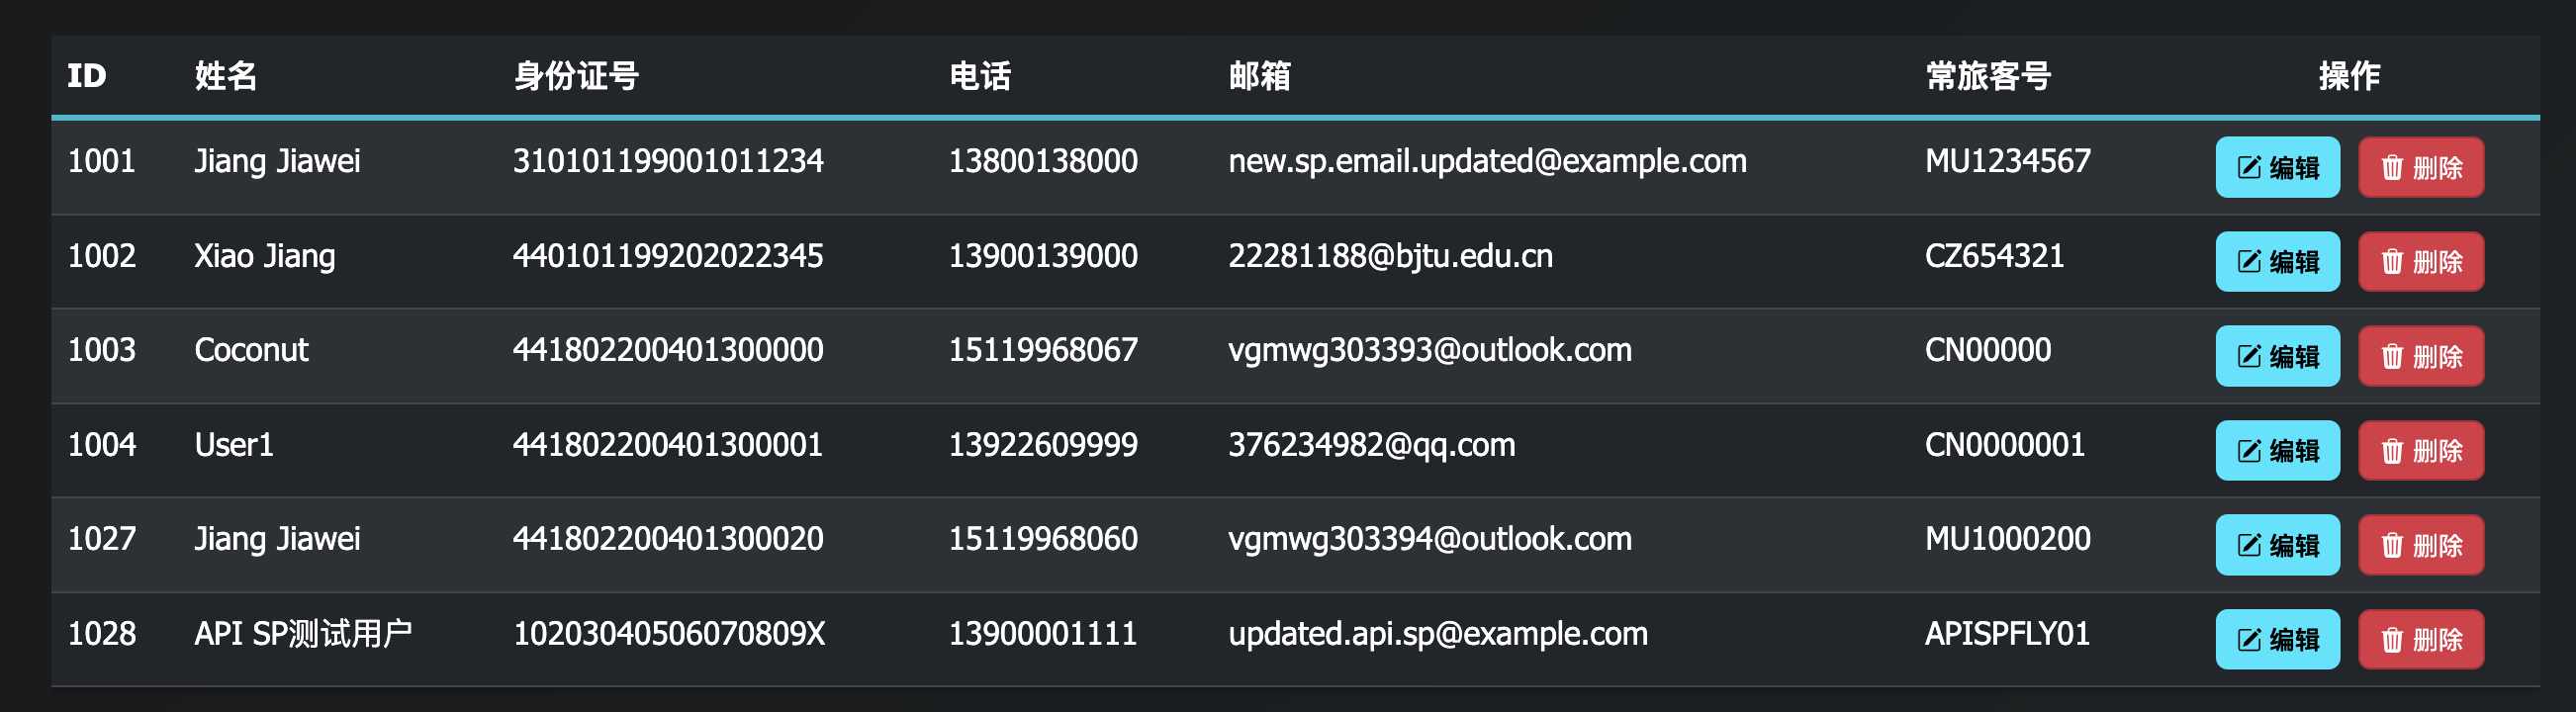 ID 姓名 身份证号 电话 邮箱 常旅客号 操作
1001 Jiang Jiawei 310101199001011234 13800138000 new.sp.email.updated@example.com MU1234567 编辑 删除
1002 Xiao Jiang 440101199202022345 13900139000 22281188@bjtu.edu.cn CZ654321 编辑 删除
1003 Coconut 441802200401300000 15119968067 vgmwg303393@outlook.com CN00000 编辑 删除
1004 User1 441802200401300001 13922609999 376234982@qq.com CN0000001 编辑 删除
1027 Jiang Jiawei 441802200401300020 15119968060 vgmwg303394@outlook.com MU1000200 编辑 删除
1028 API SP测试用户 10203040506070809X 13900001111 updated.api.sp@example.com APISPFLY01 编辑 删除